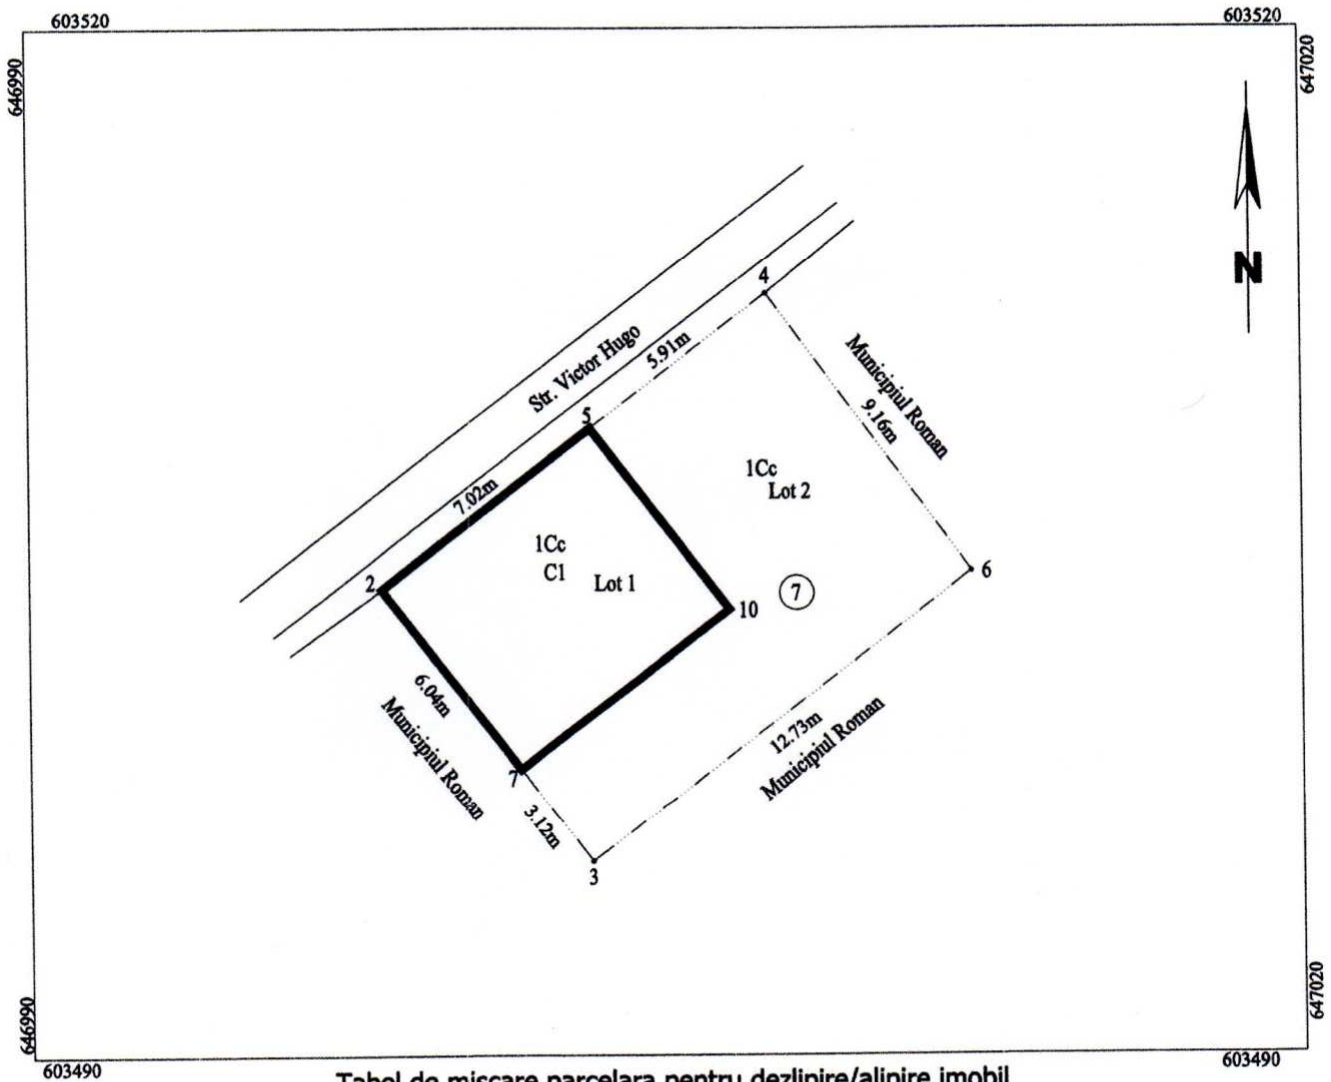 603520
603520
646990
647020
N
4
5.91m
Str. Victor Hugo
Municipiul Roman
9.16m
5
7.02m
1Cc
Lot 2
1Cc
C1
Lot 1
2
6
7
10
6.04m
Municipiul Roman
12.73m
Municipiul Roman
7
3.12m
3
646990
647020
603490
603490
Tabel de miscare parcelara pentru dezlipire/alipire imobil